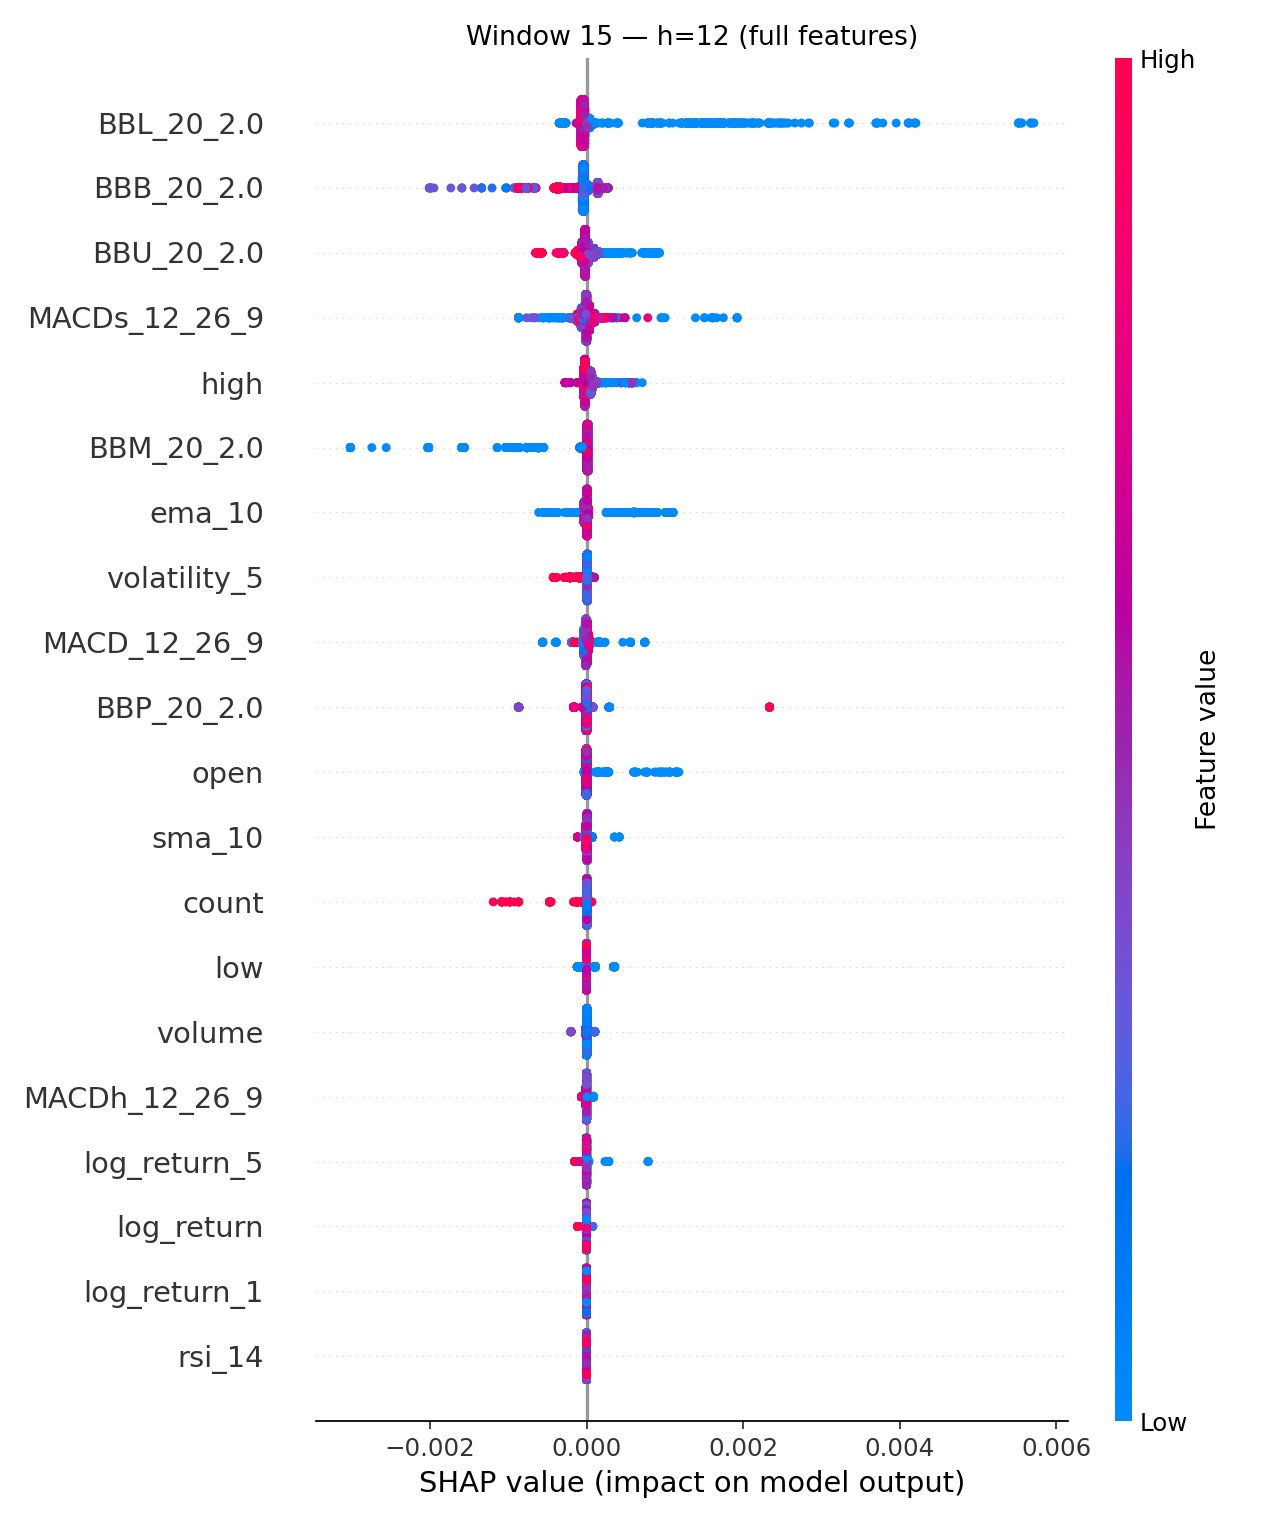 Window 15 — h=12 (full features)
High
BBL_20_2.0
BBB_20_2.0
BBU_20_2.0
MACDs_12_26_9
high
BBM_20_2.0
ema_10
volatility_5
MACD_12_26_9
BBP_20_2.0
open
sma_10
count
low
volume
MACDh_12_26_9
log_return_5
log_return
log_return_1
rsi_14
Feature value
Low
−0.002 0.000 0.002 0.004 0.006
SHAP value (impact on model output)